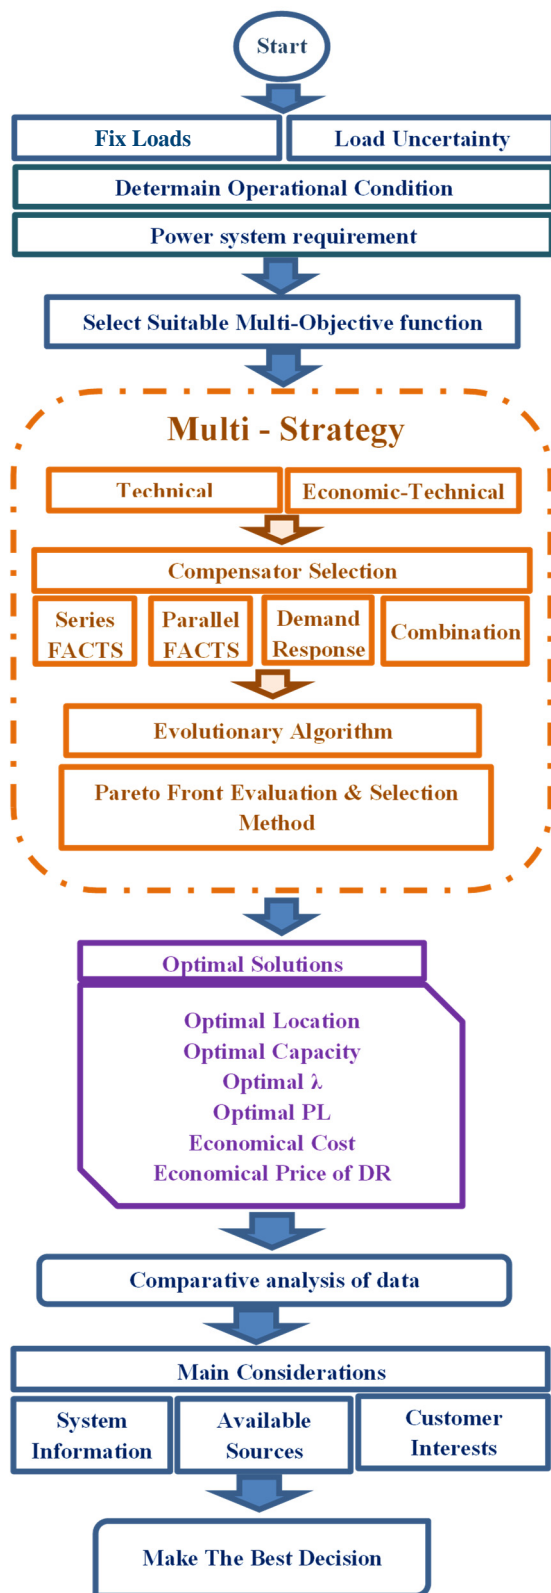 Start
Fix Loads
Load Uncertainty
Determain Operational Condition
Power system requirement
Select Suitable Multi-Objective function
Multi - Strategy
Technical
Economic-Technical
Compensator Selection
Series
FACTS
Parallel
FACTS
Demand
Response
Combination
Evolutionary Algorithm
Pareto Front Evaluation & Selection
Method
Optimal Solutions
Optimal Location
Optimal Capacity
Optimal λ
Optimal PL
Economical Cost
Economical Price of DR
Comparative analysis of data
Main Considerations
System
Information
Available
Sources
Customer
Interests
Make The Best Decision